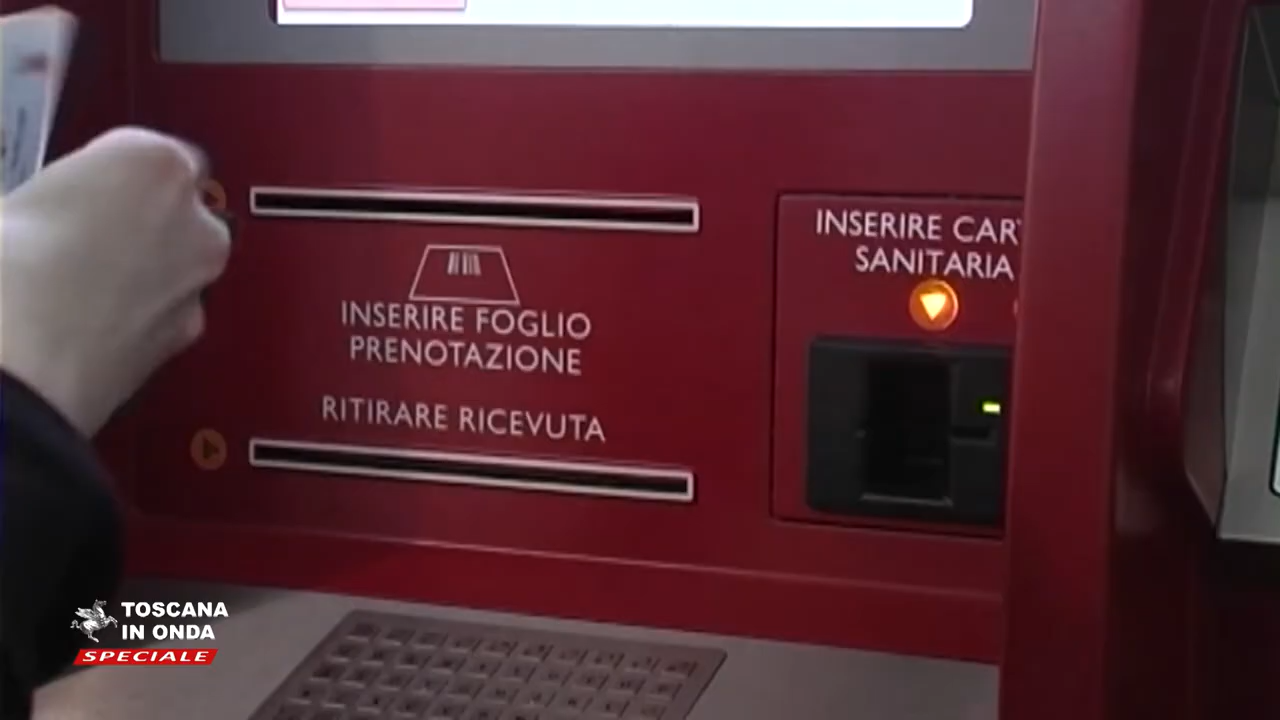 INSERIRE FOGLIO
PRENOTAZIONE
RITIRARE RICEVUTA
INSERIRE CAR
SANITARIA
TOSCANA
IN ONDA
SPECIALE